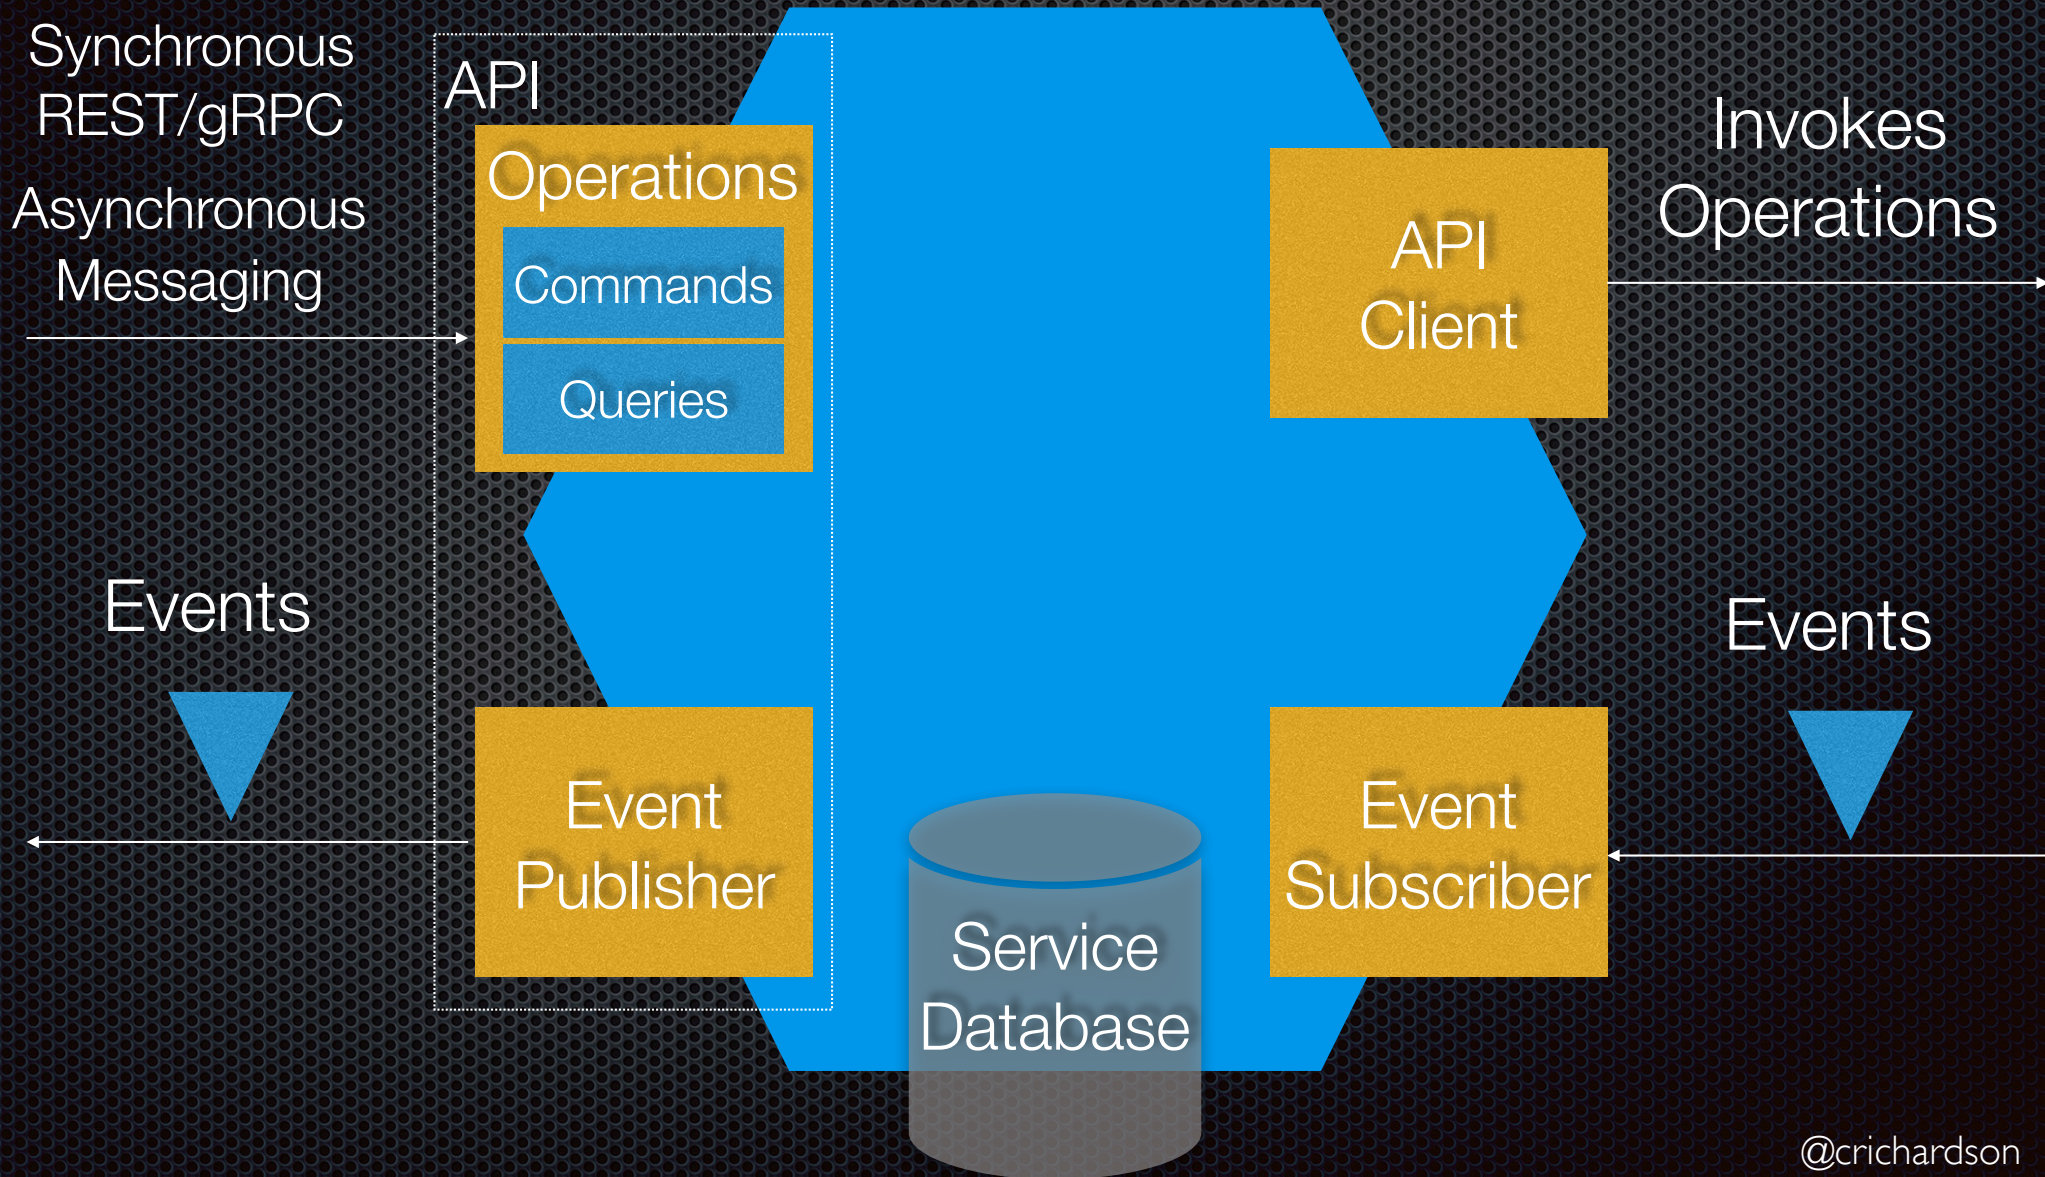 Synchronous
REST/gRPC
Asynchronous
Messaging
API
Operations
Commands
Queries
API
Client
Invokes
Operations
Events
Event
Publisher
Service
Database
Event
Subscriber
Events
@crichardson